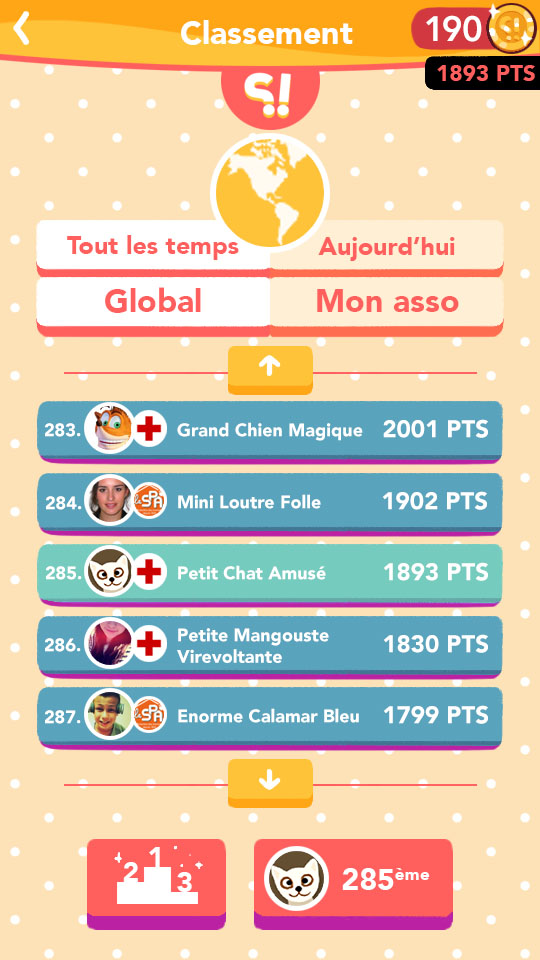 Classement
190
1893 PTS
Tout les temps
Aujourd'hui
Global
Mon asso
283. Grand Chien Magique 2001 PTS
284. SPA Mini Loutre Folle 1902 PTS
285. Petit Chat Amusé 1893 PTS
286. Petite Mangouste
Virevoltante 1830 PTS
287. SPA Enorme Calamar Bleu 1799 PTS
1
2
3
285ème